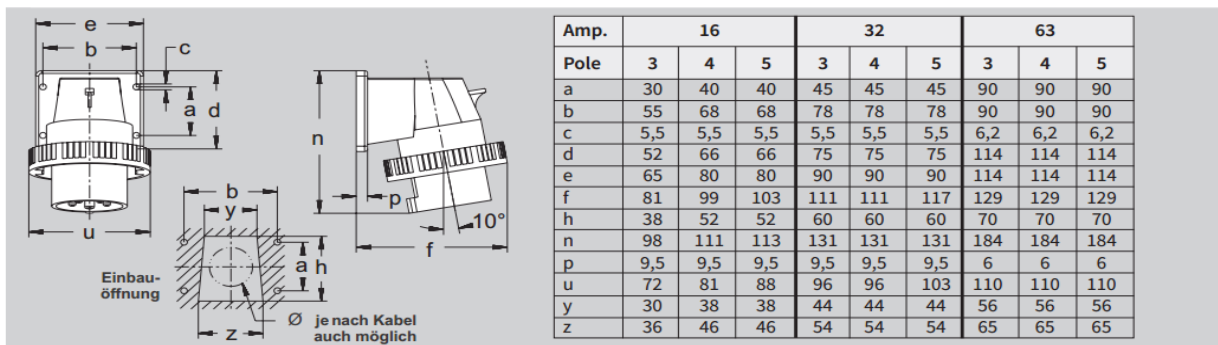 e
b
c
a
d
u
n
p
10°
f
b
y
a
h
z
Einbau-
öffnung
Ø je nach Kabel
auch möglich
Amp. 16 32 63
Pole 3 4 5 3 4 5 3 4 5
a 30 40 40 45 45 45 90 90 90
b 55 68 68 78 78 78 90 90 90
c 5,5 5,5 5,5 5,5 5,5 5,5 6,2 6,2 6,2
d 52 66 66 75 75 75 114 114 114
e 65 80 80 90 90 90 114 114 114
f 81 99 103 111 111 117 129 129 129
h 38 52 52 60 60 60 70 70 70
n 98 111 113 131 131 131 184 184 184
p 9,5 9,5 9,5 9,5 9,5 9,5 6 6 6
u 72 81 88 96 96 103 110 110 110
y 30 38 38 44 44 44 56 56 56
z 36 46 46 54 54 54 65 65 65